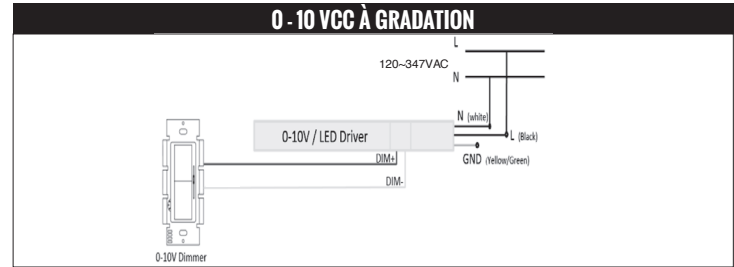 0 - 10 VCC À GRADATION
L
120~347VAC
N
N (white)
0-10V / LED Driver
L (Black)
DIM+
GND (Yellow/Green)
DIM-
0-10V Dimmer